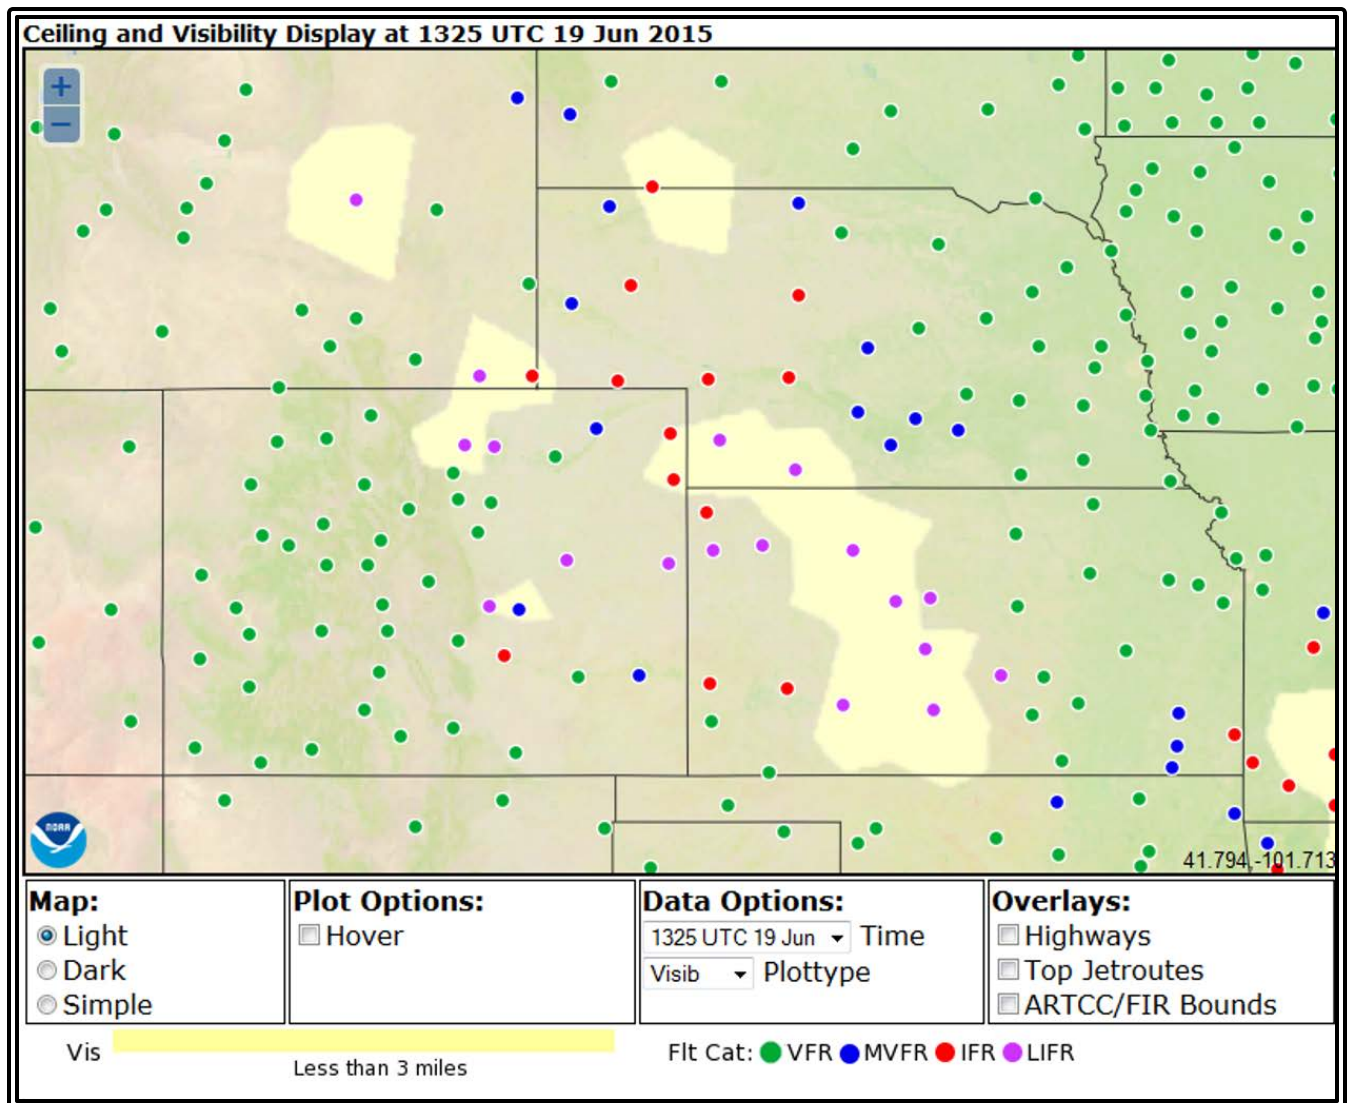 Ceiling and Visibility Display at 1325 UTC 19 Jun 2015
+
−
NOAA
41.794,-101.713
Map:
Light
Dark
Simple
Plot Options:
Hover
Data Options:
1325 UTC 19 Jun Time
Visib Plottype
Overlays:
Highways
Top Jetroutes
ARTCC/FIR Bounds
Vis
Less than 3 miles
Flt Cat: VFR MVFR IFR LIFR